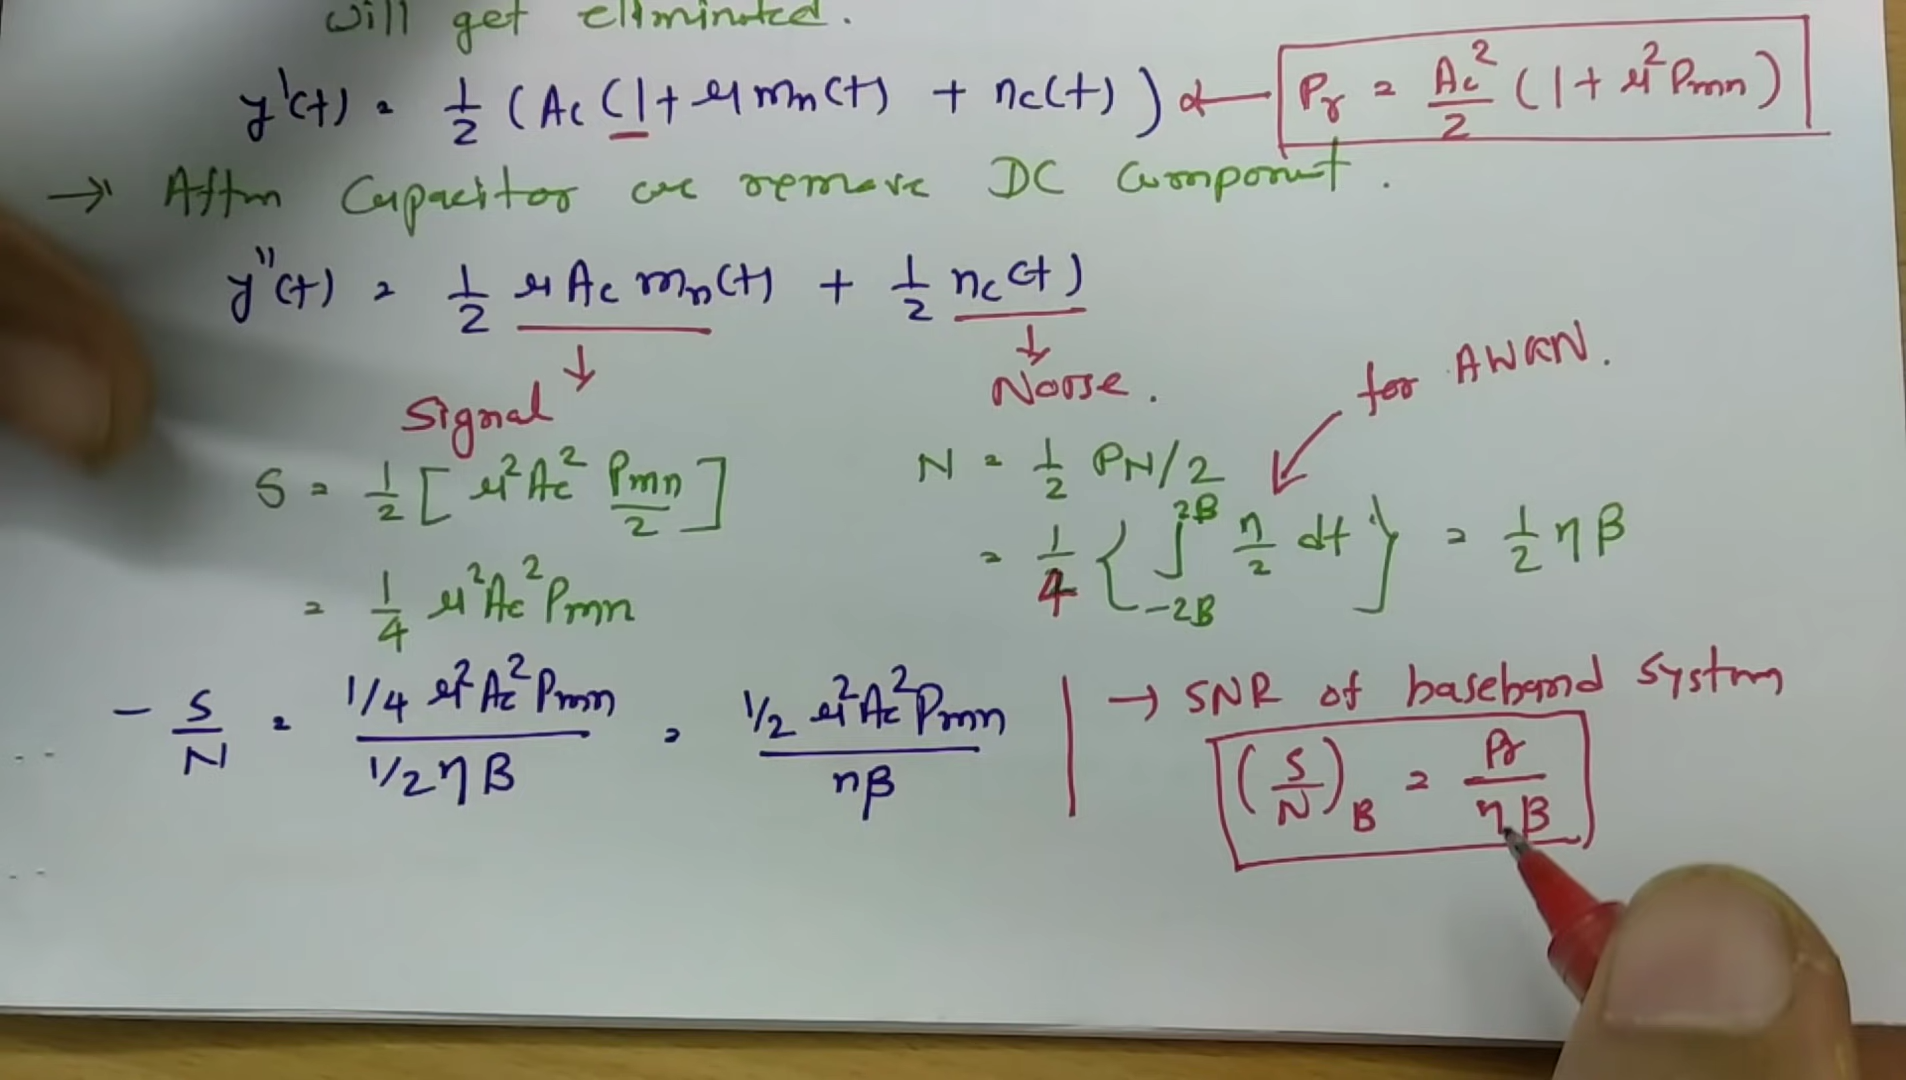 will get eliminated.
y'(t) = 1/2 (Ac (1 + μ mn(t) + nc(t)) ← Pr = Ac²/2 (1 + μ² Pmn)
→ After Capacitor we remove DC Component.
y''(t) = 1/2 μ Ac mn(t) + 1/2 nc(t)
↓ Signal
↓ Noise.
for AWGN.
S = 1/2 [ μ² Ac² Pmn/2 ]
N = 1/2 PN/2
= 1/4 μ² Ac² Pmn
= 1/4 { ∫_{-2B}^{2B} η/2 df } = 1/2 η B
- S/N = (1/4 μ² Ac² Pmn)/(1/2 η B) = (1/2 μ² Ac² Pmn)/(η B)
→ SNR of baseband system
(S/N)_B = Pr/(η B)